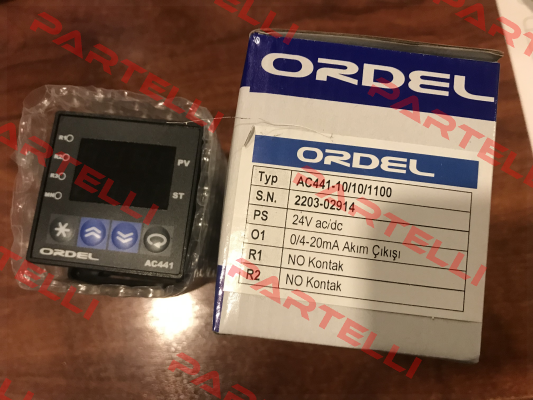 PARTELLI
ORDEL
ORDEL
Typ AC441-10/10/1100
S.N. 2203-02914
PS 24V ac/dc
O1 0/4-20mA Akım Çıkışı
R1 NO Kontak
R2 NO Kontak
PV
ST
ORDEL
AC441
PARTELLI
PARTELLI
PARTELLI